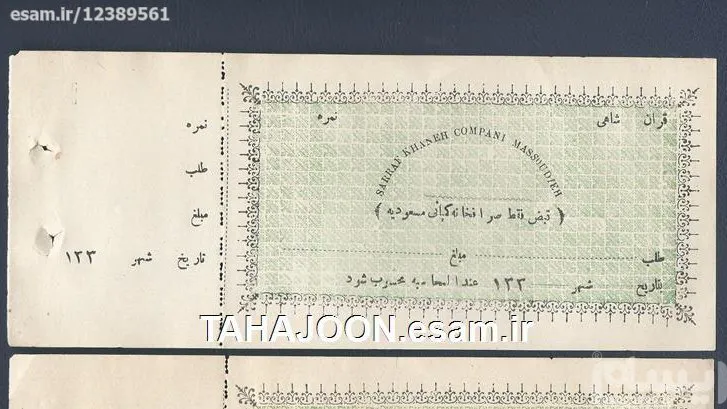 esam.ir/12389561
قران شاهی نمره
SARRAF KHANEH COMPANI MASSOUDIEH
( قبض فقط صرافخانه کمپانی مسعودیه )
طلب مبلغ
بتاریخ شهر ۱۳۳ عندالمحاسبه محسوب شود
نمره
طلب
مبلغ
تاریخ شهر ۱۳۳
TAHAJOON.esam.ir